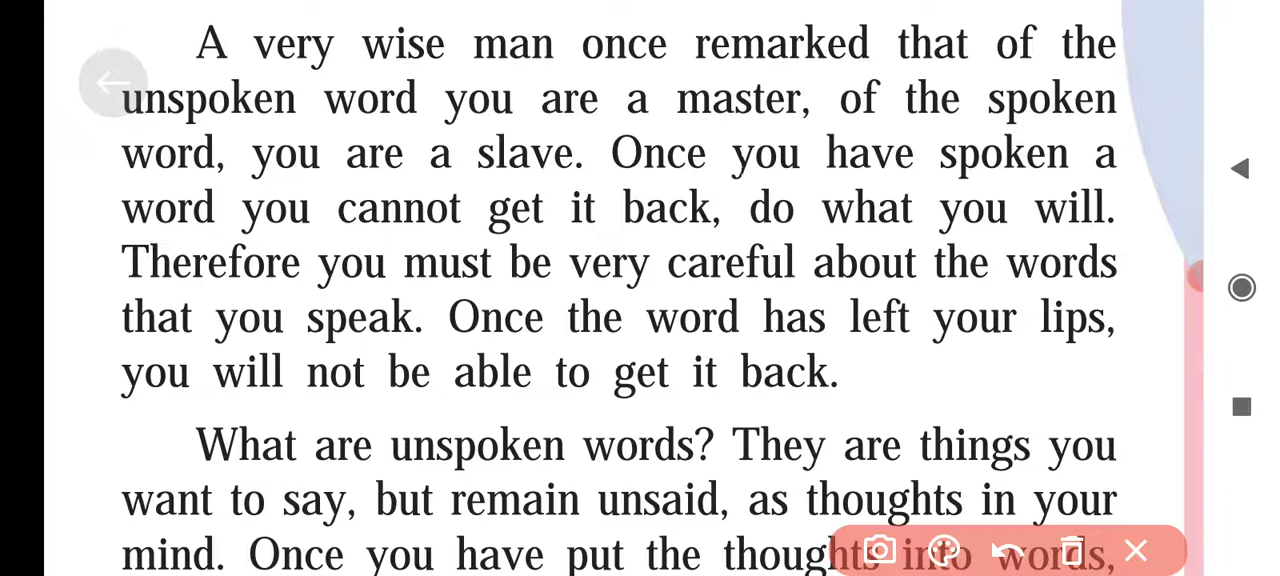 A very wise man once remarked that of the
unspoken word you are a master, of the spoken
word, you are a slave. Once you have spoken a
word you cannot get it back, do what you will.
Therefore you must be very careful about the words
that you speak. Once the word has left your lips,
you will not be able to get it back.
What are unspoken words? They are things you
want to say, but remain unsaid, as thoughts in your
mind. Once you have put the thoughts into words,